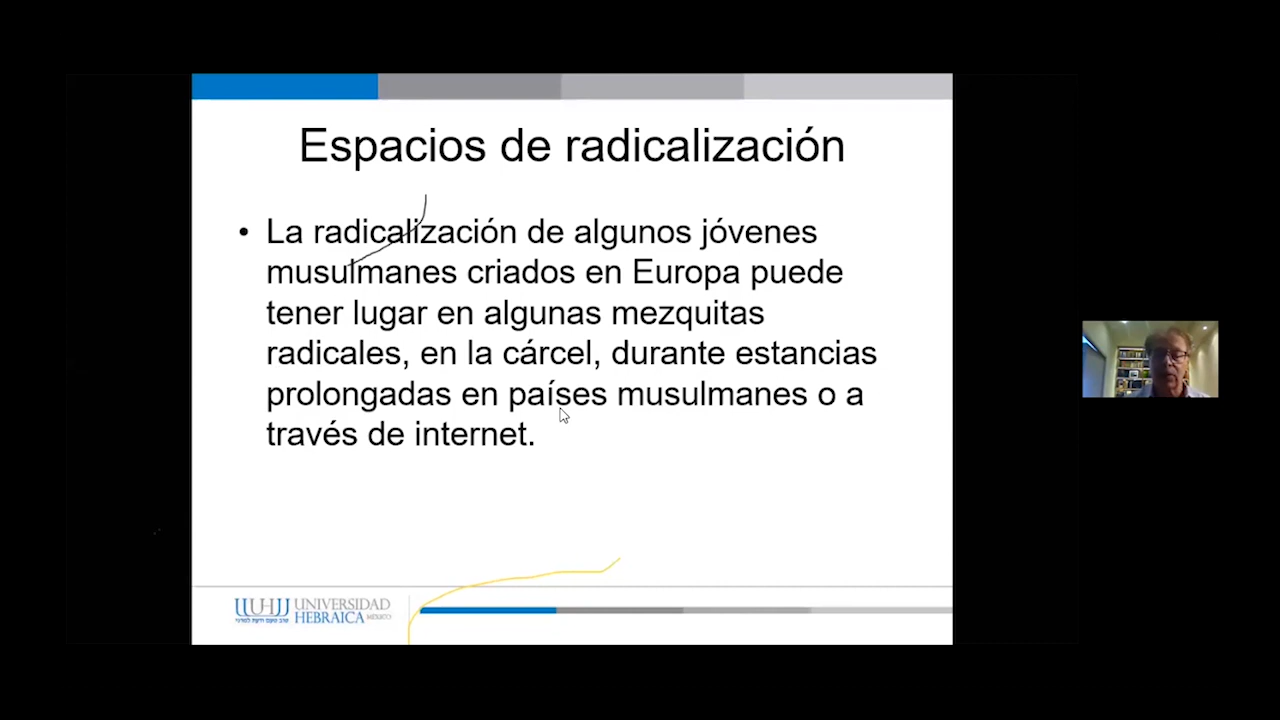 Espacios de radicalización
• La radicalización de algunos jóvenes
musulmanes criados en Europa puede
tener lugar en algunas mezquitas
radicales, en la cárcel, durante estancias
prolongadas en países musulmanes o a
través de internet.
UNIVERSIDAD
HEBRAICA MÉXICO